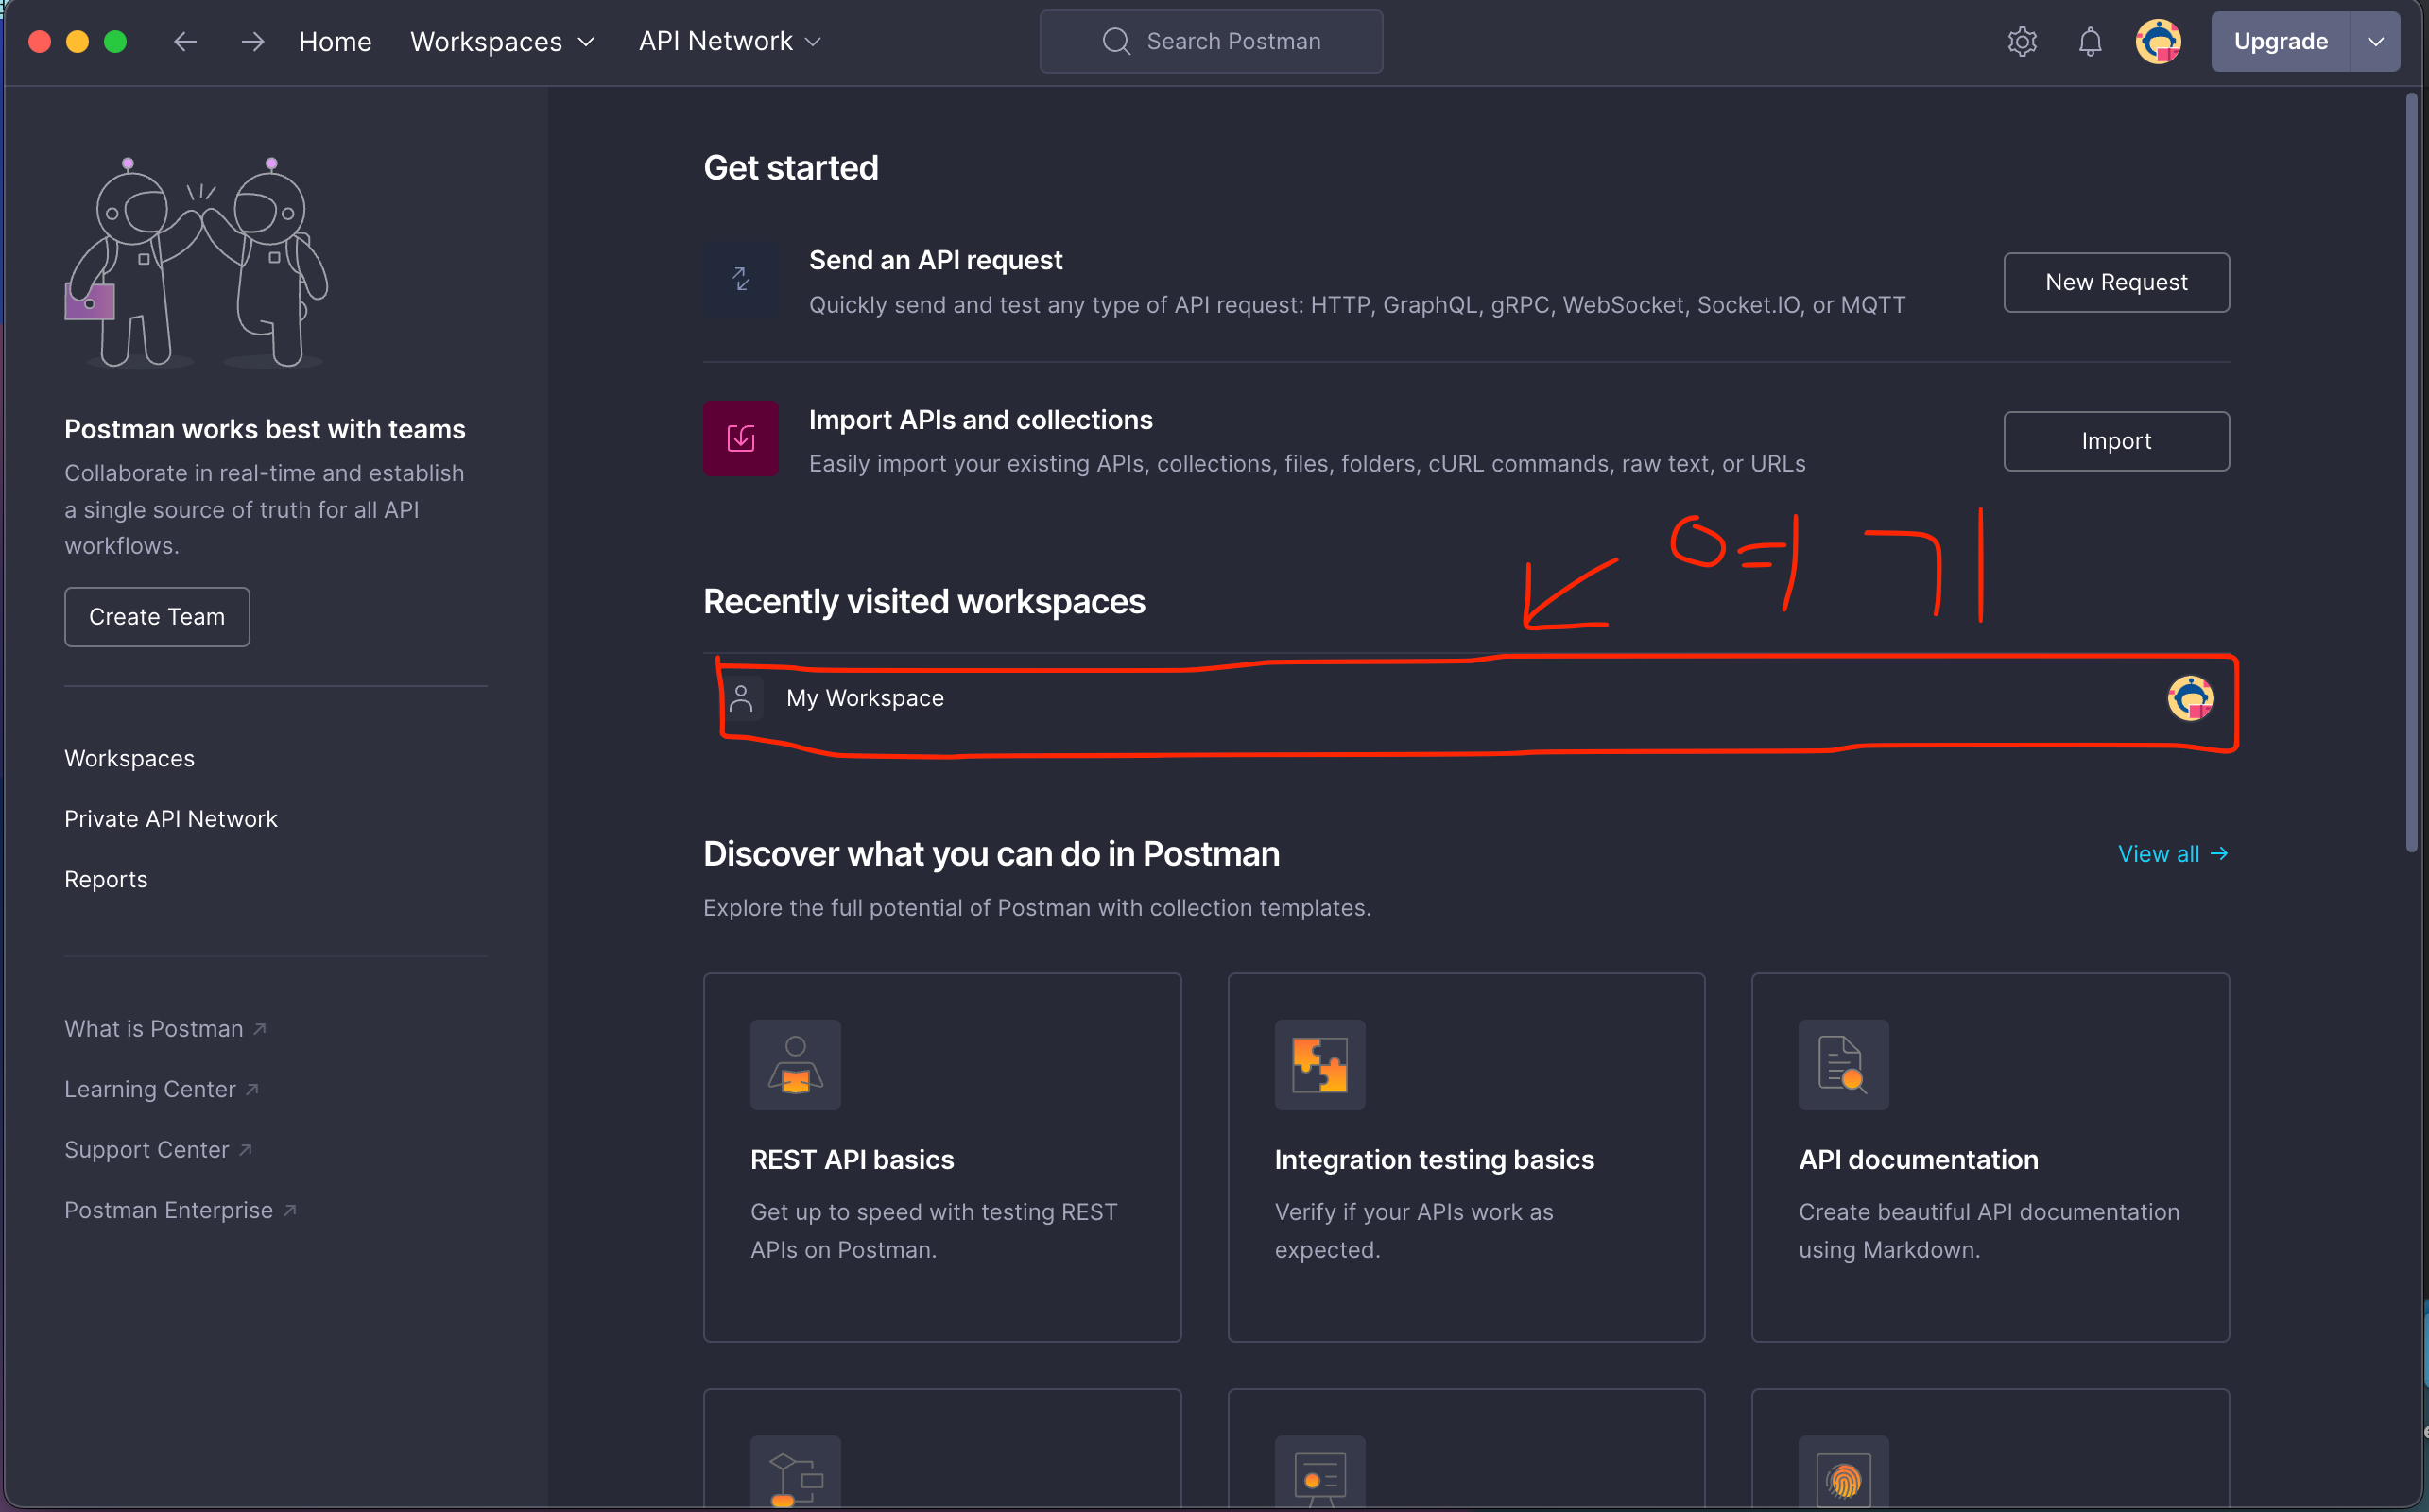 Home Workspaces API Network Search Postman Upgrade
Get started
Send an API request
Quickly send and test any type of API request: HTTP, GraphQL, gRPC, WebSocket, Socket.IO, or MQTT
New Request
Import APIs and collections
Easily import your existing APIs, collections, files, folders, cURL commands, raw text, or URLs
Import
여기
Recently visited workspaces
My Workspace
Postman works best with teams
Collaborate in real-time and establish
a single source of truth for all API
workflows.
Create Team
Workspaces
Private API Network
Reports
What is Postman
Learning Center
Support Center
Postman Enterprise
Discover what you can do in Postman
View all
Explore the full potential of Postman with collection templates.
REST API basics
Get up to speed with testing REST
APIs on Postman.
Integration testing basics
Verify if your APIs work as
expected.
API documentation
Create beautiful API documentation
using Markdown.